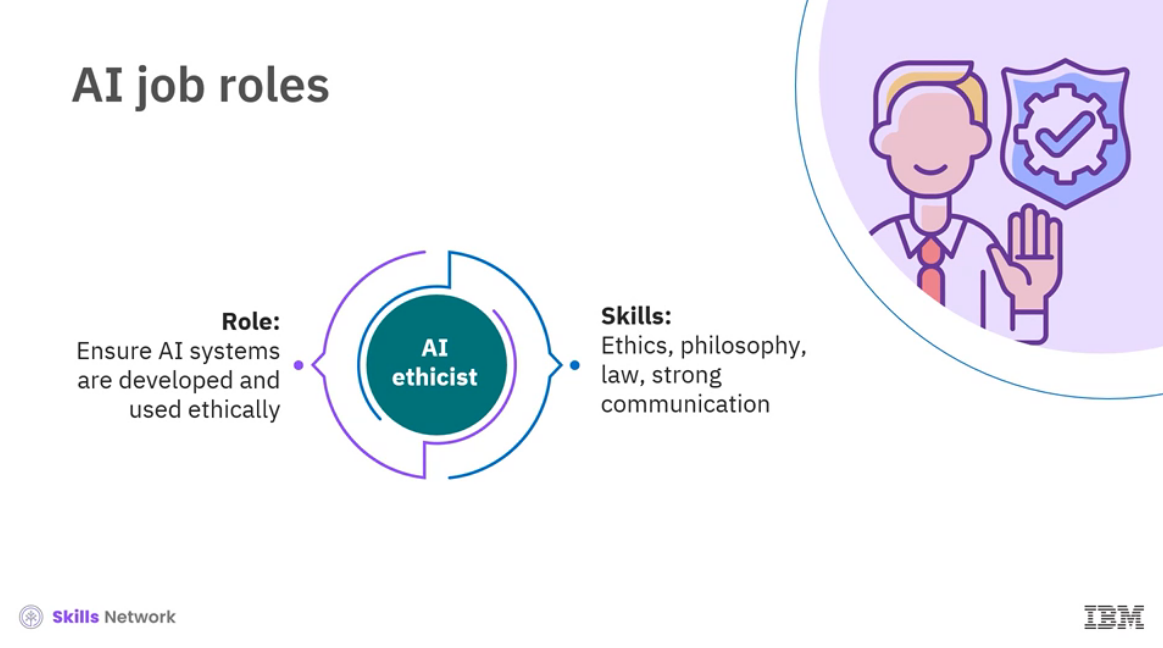 AI job roles
Role:
Ensure AI systems
are developed and
used ethically
AI
ethicist
Skills:
Ethics, philosophy,
law, strong
communication
Skills Network
IBM